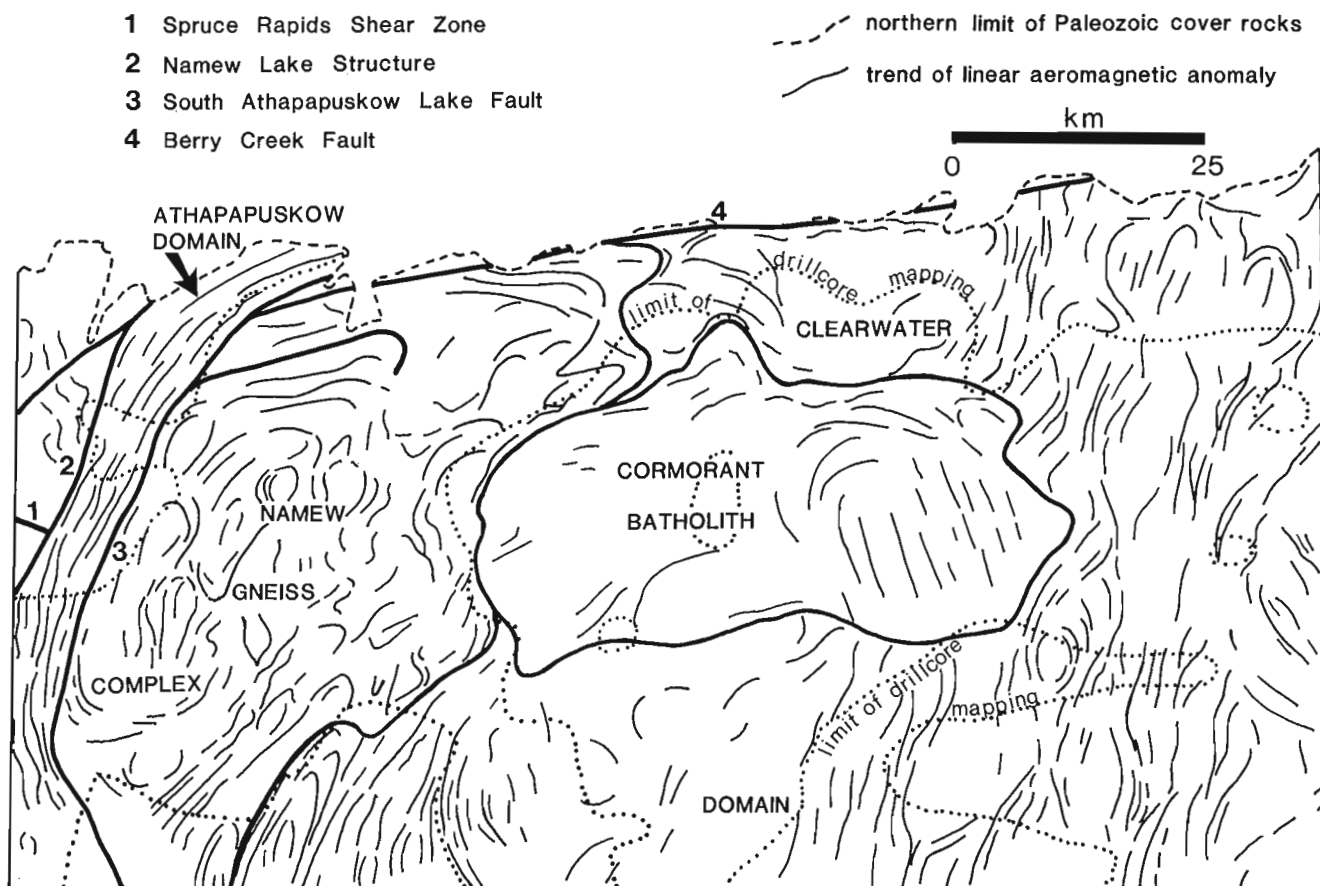 1 Spruce Rapids Shear Zone
2 Namew Lake Structure
3 South Athapapuskow Lake Fault
4 Berry Creek Fault
northern limit of Paleozoic cover rocks
trend of linear aeromagnetic anomaly
km
0 25
ATHAPAPUSKOW
DOMAIN
4
limit of drillcore mapping
CLEARWATER
2
1
3
NAMEW
GNEISS
COMPLEX
CORMORANT
BATHOLITH
limit of drillcore mapping
DOMAIN